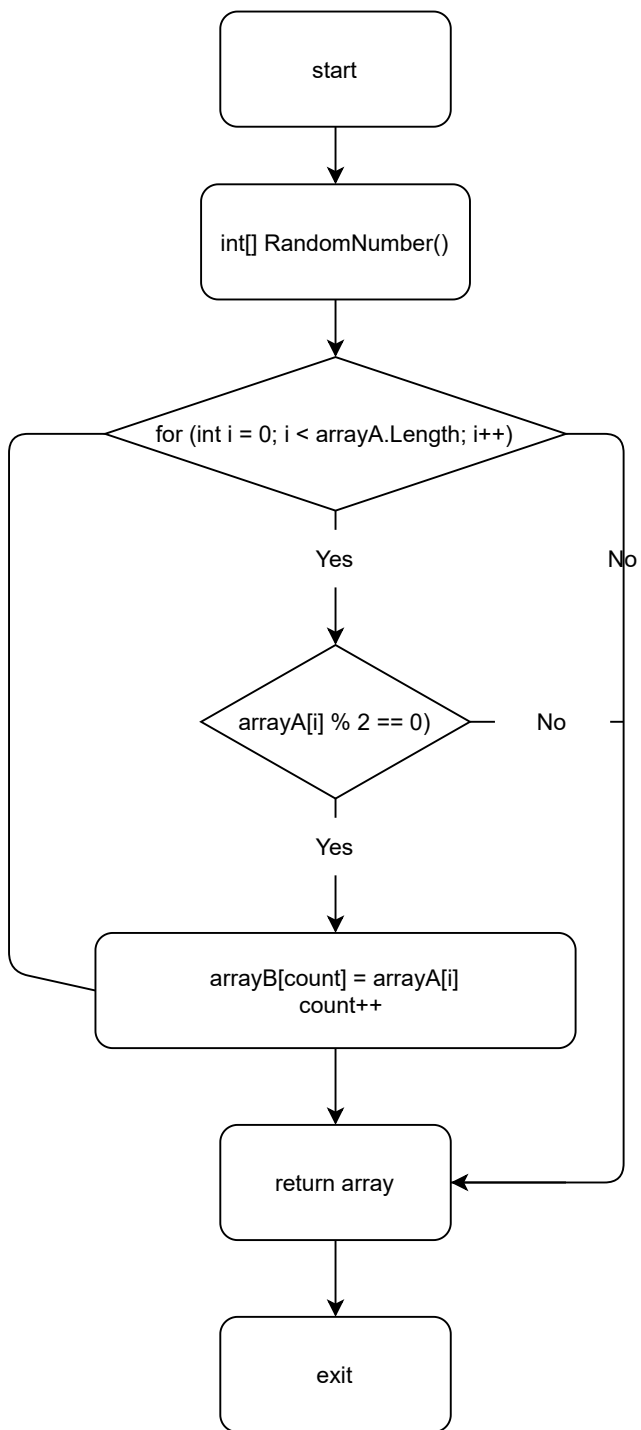 start
int[] RandomNumber()
for (int i = 0; i < arrayA.Length; i++)
Yes
No
arrayA[i] % 2 == 0)
No
Yes
arrayB[count] = arrayA[i]
count++
return array
exit